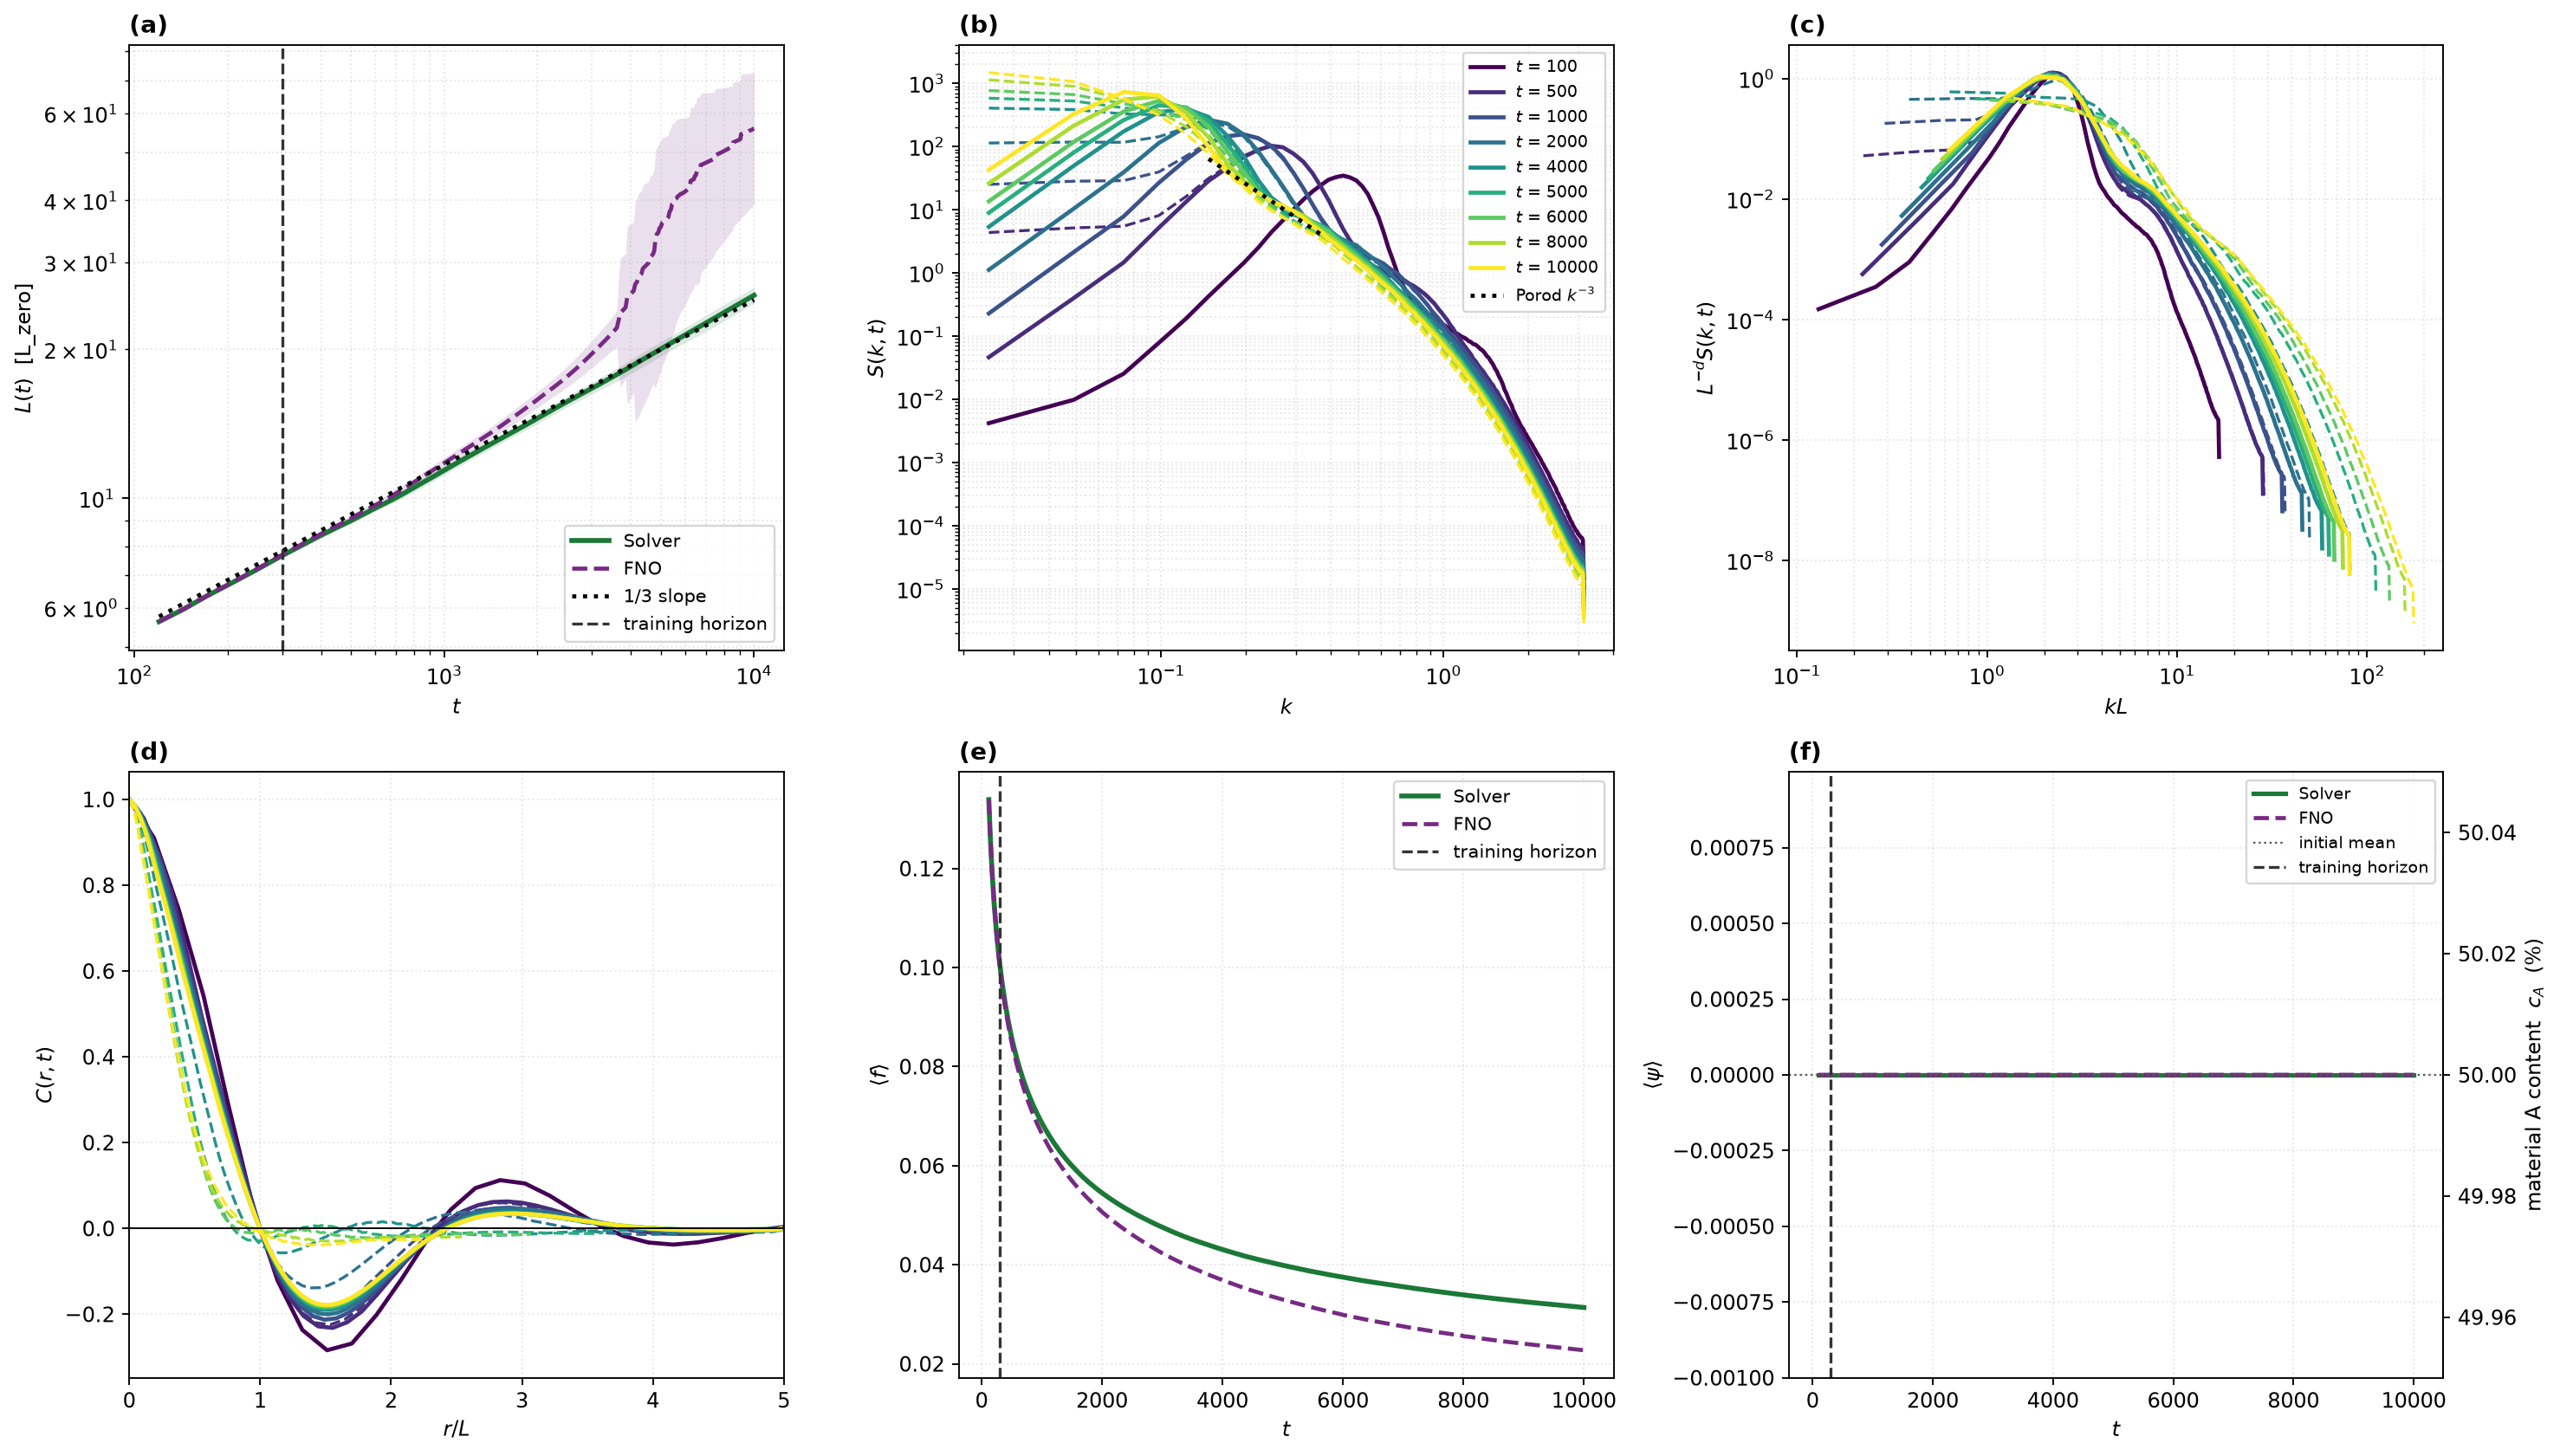 (a)
L(t) [L_zero]
6 × 10¹
4 × 10¹
3 × 10¹
2 × 10¹
10¹
6 × 10⁰
Solver
FNO
1/3 slope
training horizon
10² 10³ 10⁴
t
(b)
S(k, t)
10³
10²
10¹
10⁰
10⁻¹
10⁻²
10⁻³
10⁻⁴
10⁻⁵
t = 100
t = 500
t = 1000
t = 2000
t = 4000
t = 5000
t = 6000
t = 8000
t = 10000
Porod k⁻³
10⁻¹ 10⁰
k
(c)
L⁻ᵈS(k, t)
10⁰
10⁻²
10⁻⁴
10⁻⁶
10⁻⁸
10⁻¹ 10⁰ 10¹ 10²
kL
(d)
C(r, t)
1.0
0.8
0.6
0.4
0.2
0.0
−0.2
0 1 2 3 4 5
r/L
(e)
⟨f⟩
0.12
0.10
0.08
0.06
0.04
0.02
Solver
FNO
training horizon
0 2000 4000 6000 8000 10000
t
(f)
⟨ψ⟩
0.00075
0.00050
0.00025
0.00000
−0.00025
−0.00050
−0.00075
−0.00100
Solver
FNO
initial mean
training horizon
50.04
50.02
50.00
49.98
49.96
material A content c_A (%)
0 2000 4000 6000 8000 10000
t